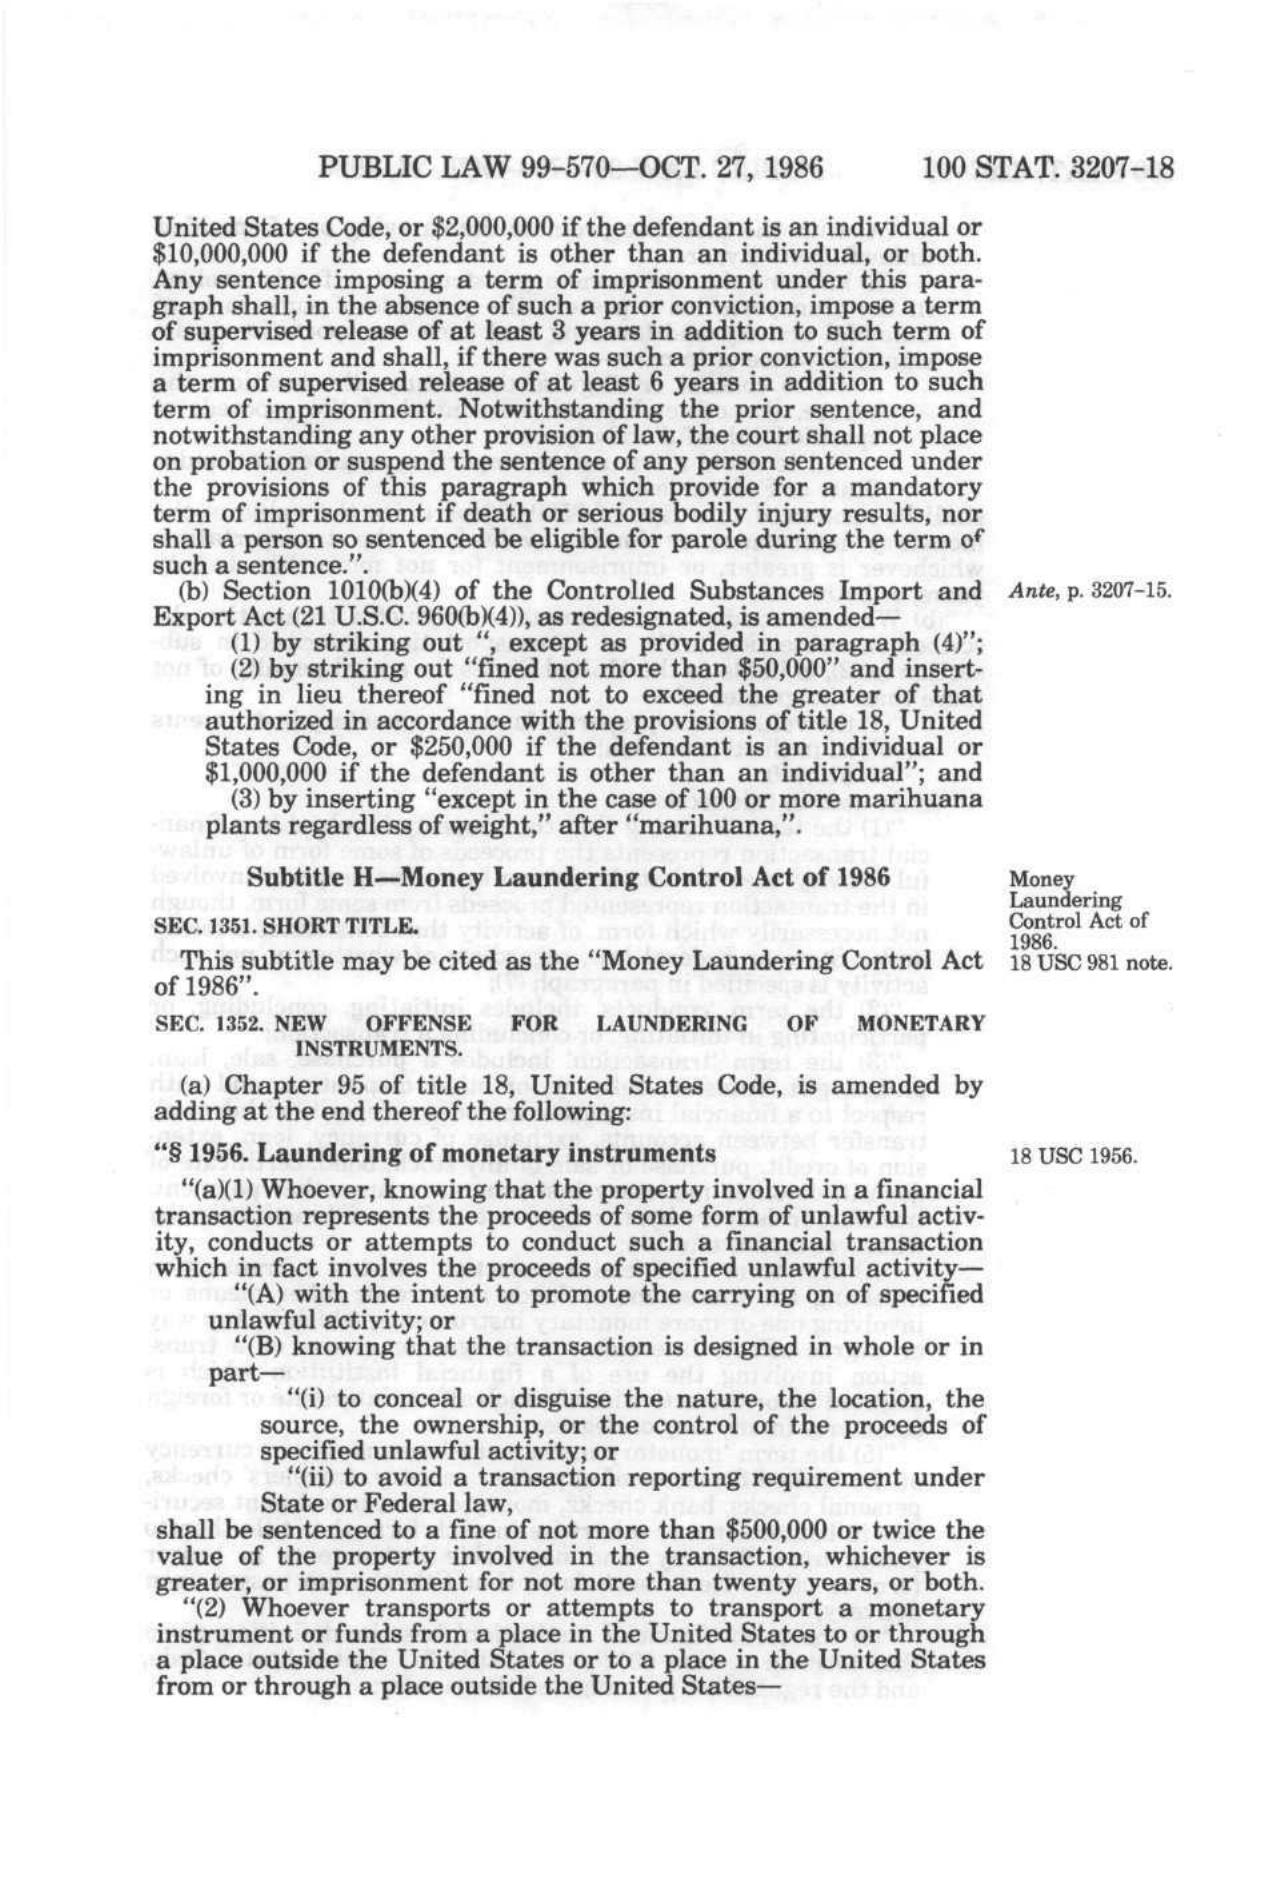 PUBLIC LAW 99–570—OCT. 27, 1986 100 STAT. 3207–18
United States Code, or $2,000,000 if the defendant is an individual or
$10,000,000 if the defendant is other than an individual, or both.
Any sentence imposing a term of imprisonment under this para-
graph shall, in the absence of such a prior conviction, impose a term
of supervised release of at least 3 years in addition to such term of
imprisonment and shall, if there was such a prior conviction, impose
a term of supervised release of at least 6 years in addition to such
term of imprisonment. Notwithstanding the prior sentence, and
notwithstanding any other provision of law, the court shall not place
on probation or suspend the sentence of any person sentenced under
the provisions of this paragraph which provide for a mandatory
term of imprisonment if death or serious bodily injury results, nor
shall a person so sentenced be eligible for parole during the term of
such a sentence.”.
(b) Section 1010(b)(4) of the Controlled Substances Import and
Export Act (21 U.S.C. 960(b)(4)), as redesignated, is amended—
(1) by striking out “, except as provided in paragraph (4)”;
(2) by striking out “fined not more than $50,000” and insert-
ing in lieu thereof “fined not to exceed the greater of that
authorized in accordance with the provisions of title 18, United
States Code, or $250,000 if the defendant is an individual or
$1,000,000 if the defendant is other than an individual”; and
(3) by inserting “except in the case of 100 or more marihuana
plants regardless of weight,” after “marihuana,”.
Ante, p. 3207–15.
Subtitle H—Money Laundering Control Act of 1986
SEC. 1351. SHORT TITLE.
This subtitle may be cited as the “Money Laundering Control Act
of 1986”.
Money
Laundering
Control Act of
1986.
18 USC 981 note.
SEC. 1352. NEW OFFENSE FOR LAUNDERING OF MONETARY
INSTRUMENTS.
(a) Chapter 95 of title 18, United States Code, is amended by
adding at the end thereof the following:
“§ 1956. Laundering of monetary instruments
18 USC 1956.
“(a)(1) Whoever, knowing that the property involved in a financial
transaction represents the proceeds of some form of unlawful activ-
ity, conducts or attempts to conduct such a financial transaction
which in fact involves the proceeds of specified unlawful activity—
“(A) with the intent to promote the carrying on of specified
unlawful activity; or
“(B) knowing that the transaction is designed in whole or in
part—
“(i) to conceal or disguise the nature, the location, the
source, the ownership, or the control of the proceeds of
specified unlawful activity; or
“(ii) to avoid a transaction reporting requirement under
State or Federal law,
shall be sentenced to a fine of not more than $500,000 or twice the
value of the property involved in the transaction, whichever is
greater, or imprisonment for not more than twenty years, or both.
“(2) Whoever transports or attempts to transport a monetary
instrument or funds from a place in the United States to or through
a place outside the United States or to a place in the United States
from or through a place outside the United States—